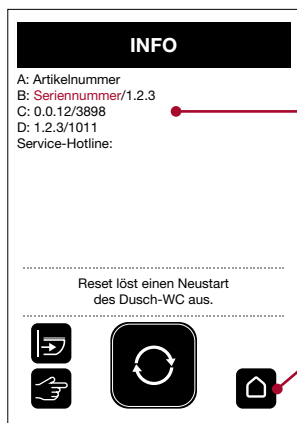 INFO
A: Artikelnummer
B: Seriennummer/1.2.3
C: 0.0.12/3898
D: 1.2.3/1011
Service-Hotline:
Reset löst einen Neustart
des Dusch-WC aus.